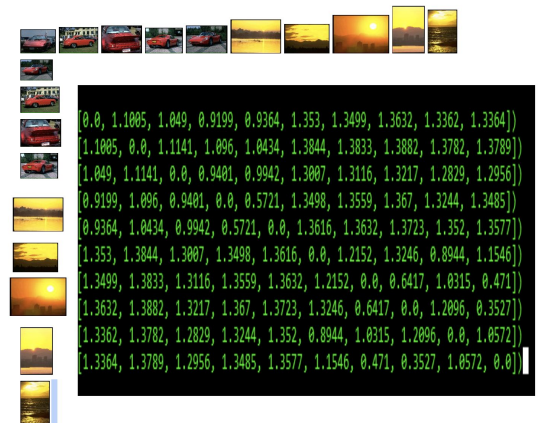 [0.0, 1.1005, 1.049, 0.9199, 0.9364, 1.353, 1.3499, 1.3632, 1.3362, 1.3364])
[1.1005, 0.0, 1.1141, 1.096, 1.0434, 1.3844, 1.3833, 1.3882, 1.3782, 1.3789])
[1.049, 1.1141, 0.0, 0.9401, 0.9942, 1.3007, 1.3116, 1.3217, 1.2829, 1.2956])
[0.9199, 1.096, 0.9401, 0.0, 0.5721, 1.3498, 1.3559, 1.367, 1.3244, 1.3485])
[0.9364, 1.0434, 0.9942, 0.5721, 0.0, 1.3616, 1.3632, 1.3723, 1.352, 1.3577])
[1.353, 1.3844, 1.3007, 1.3498, 1.3616, 0.0, 1.2152, 1.3246, 0.8944, 1.1546])
[1.3499, 1.3833, 1.3116, 1.3559, 1.3632, 1.2152, 0.0, 0.6417, 1.0315, 0.471])
[1.3632, 1.3882, 1.3217, 1.367, 1.3723, 1.3246, 0.6417, 0.0, 1.2096, 0.3527])
[1.3362, 1.3782, 1.2829, 1.3244, 1.352, 0.8944, 1.0315, 1.2096, 0.0, 1.0572])
[1.3364, 1.3789, 1.2956, 1.3485, 1.3577, 1.1546, 0.471, 0.3527, 1.0572, 0.0])